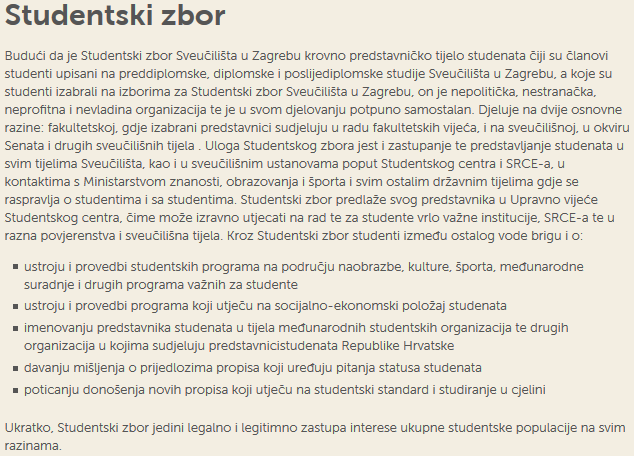 Studentski zbor
Budući da je Studentski zbor Sveučilišta u Zagrebu krovno predstavničko tijelo studenata čiji su članovi
studenti upisani na preddiplomske, diplomske i poslijediplomske studije Sveučilišta u Zagrebu, a koje su
studenti izabrali na izborima za Studentski zbor Sveučilišta u Zagrebu, on je nepolitička, nestranačka,
neprofitna i nevladina organizacija te je u svom djelovanju potpuno samostalan. Djeluje na dvije osnovne
razine: fakultetskoj, gdje izabrani predstavnici sudjeluju u radu fakultetskih vijeća, i na sveučilišnoj, u okviru
Senata i drugih sveučilišnih tijela . Uloga Studentskog zbora jest i zastupanje te predstavljanje studenata u
svim tijelima Sveučilišta, kao i u sveučilišnim ustanovama poput Studentskog centra i SRCE-a, u
kontaktima s Ministarstvom znanosti, obrazovanja i športa i svim ostalim državnim tijelima gdje se
raspravlja o studentima i sa studentima. Studentski zbor predlaže svog predstavnika u Upravno vijeće
Studentskog centra, čime može izravno utjecati na rad te za studente vrlo važne institucije, SRCE-a te u
razna povjerenstva i sveučilišna tijela. Kroz Studentski zbor studenti između ostalog vode brigu i o:
ustroju i provedbi studentskih programa na području naobrazbe, kulture, športa, međunarodne
suradnje i drugih programa važnih za studente
ustroju i provedbi programa koji utječu na socijalno-ekonomski položaj studenata
imenovanju predstavnika studenata u tijela međunarodnih studentskih organizacija te drugih
organizacija u kojima sudjeluju predstavnicistudenata Republike Hrvatske
davanju mišljenja o prijedlozima propisa koji uređuju pitanja statusa studenata
poticanju donošenja novih propisa koji utječu na studentski standard i studiranje u cjelini
Ukratko, Studentski zbor jedini legalno i legitimno zastupa interese ukupne studentske populacije na svim
razinama.